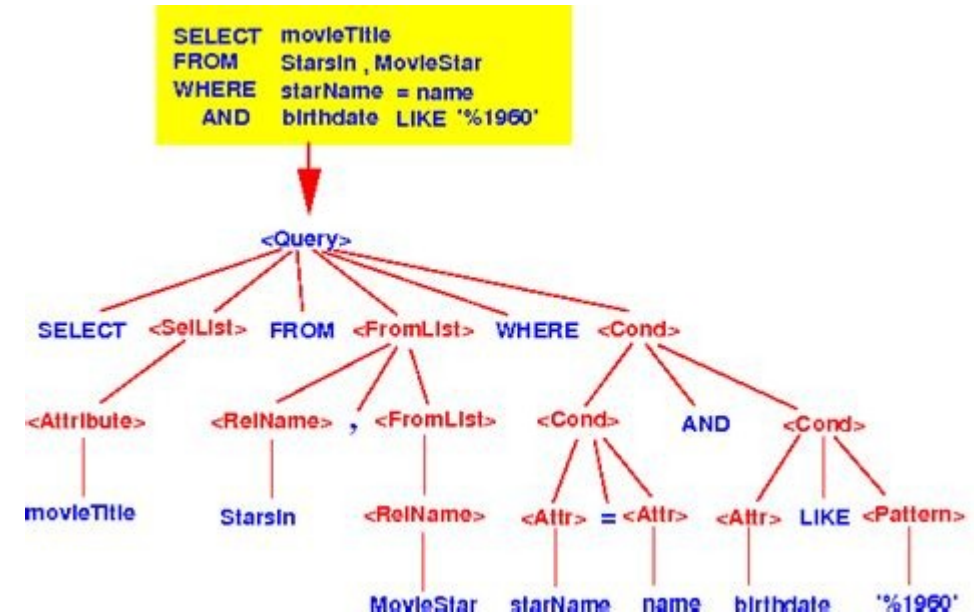 SELECT movieTitle
FROM StarsIn , MovieStar
WHERE starName = name
AND birthdate LIKE '%1960'
<Query>
SELECT <SelList> FROM <FromList> WHERE <Cond>
<Attribute> <RelName> , <FromList> <Cond> AND <Cond>
movieTitle StarsIn <RelName> <Attr> = <Attr> <Attr> LIKE <Pattern>
MovieStar starName name birthdate '%1960'